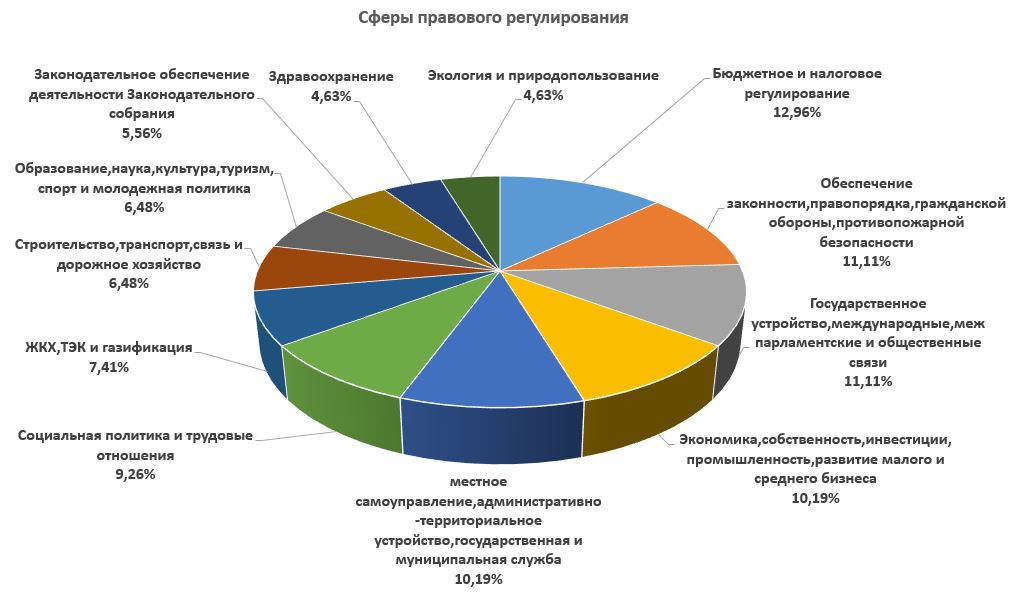 Сферы правового регулирования
Законодательное обеспечение
деятельности Законодательного
собрания
5,56%
Здравоохранение
4,63%
Экология и природопользование
4,63%
Бюджетное и налоговое
регулирование
12,96%
Образование,наука,культура,туризм,
спорт и молодежная политика
6,48%
Обеспечение
законности,правопорядка,гражданской
обороны,противопожарной
безопасности
11,11%
Строительство,транспорт,связь и
дорожное хозяйство
6,48%
Государственное
устройство,международные,меж
парламентские и общественные
связи
11,11%
ЖКХ,ТЭК и газификация
7,41%
Социальная политика и трудовые
отношения
9,26%
Экономика,собственность,инвестиции,
промышленность,развитие малого и
среднего бизнеса
10,19%
местное
самоуправление,административно
-территориальное
устройство,государственная и
муниципальная служба
10,19%